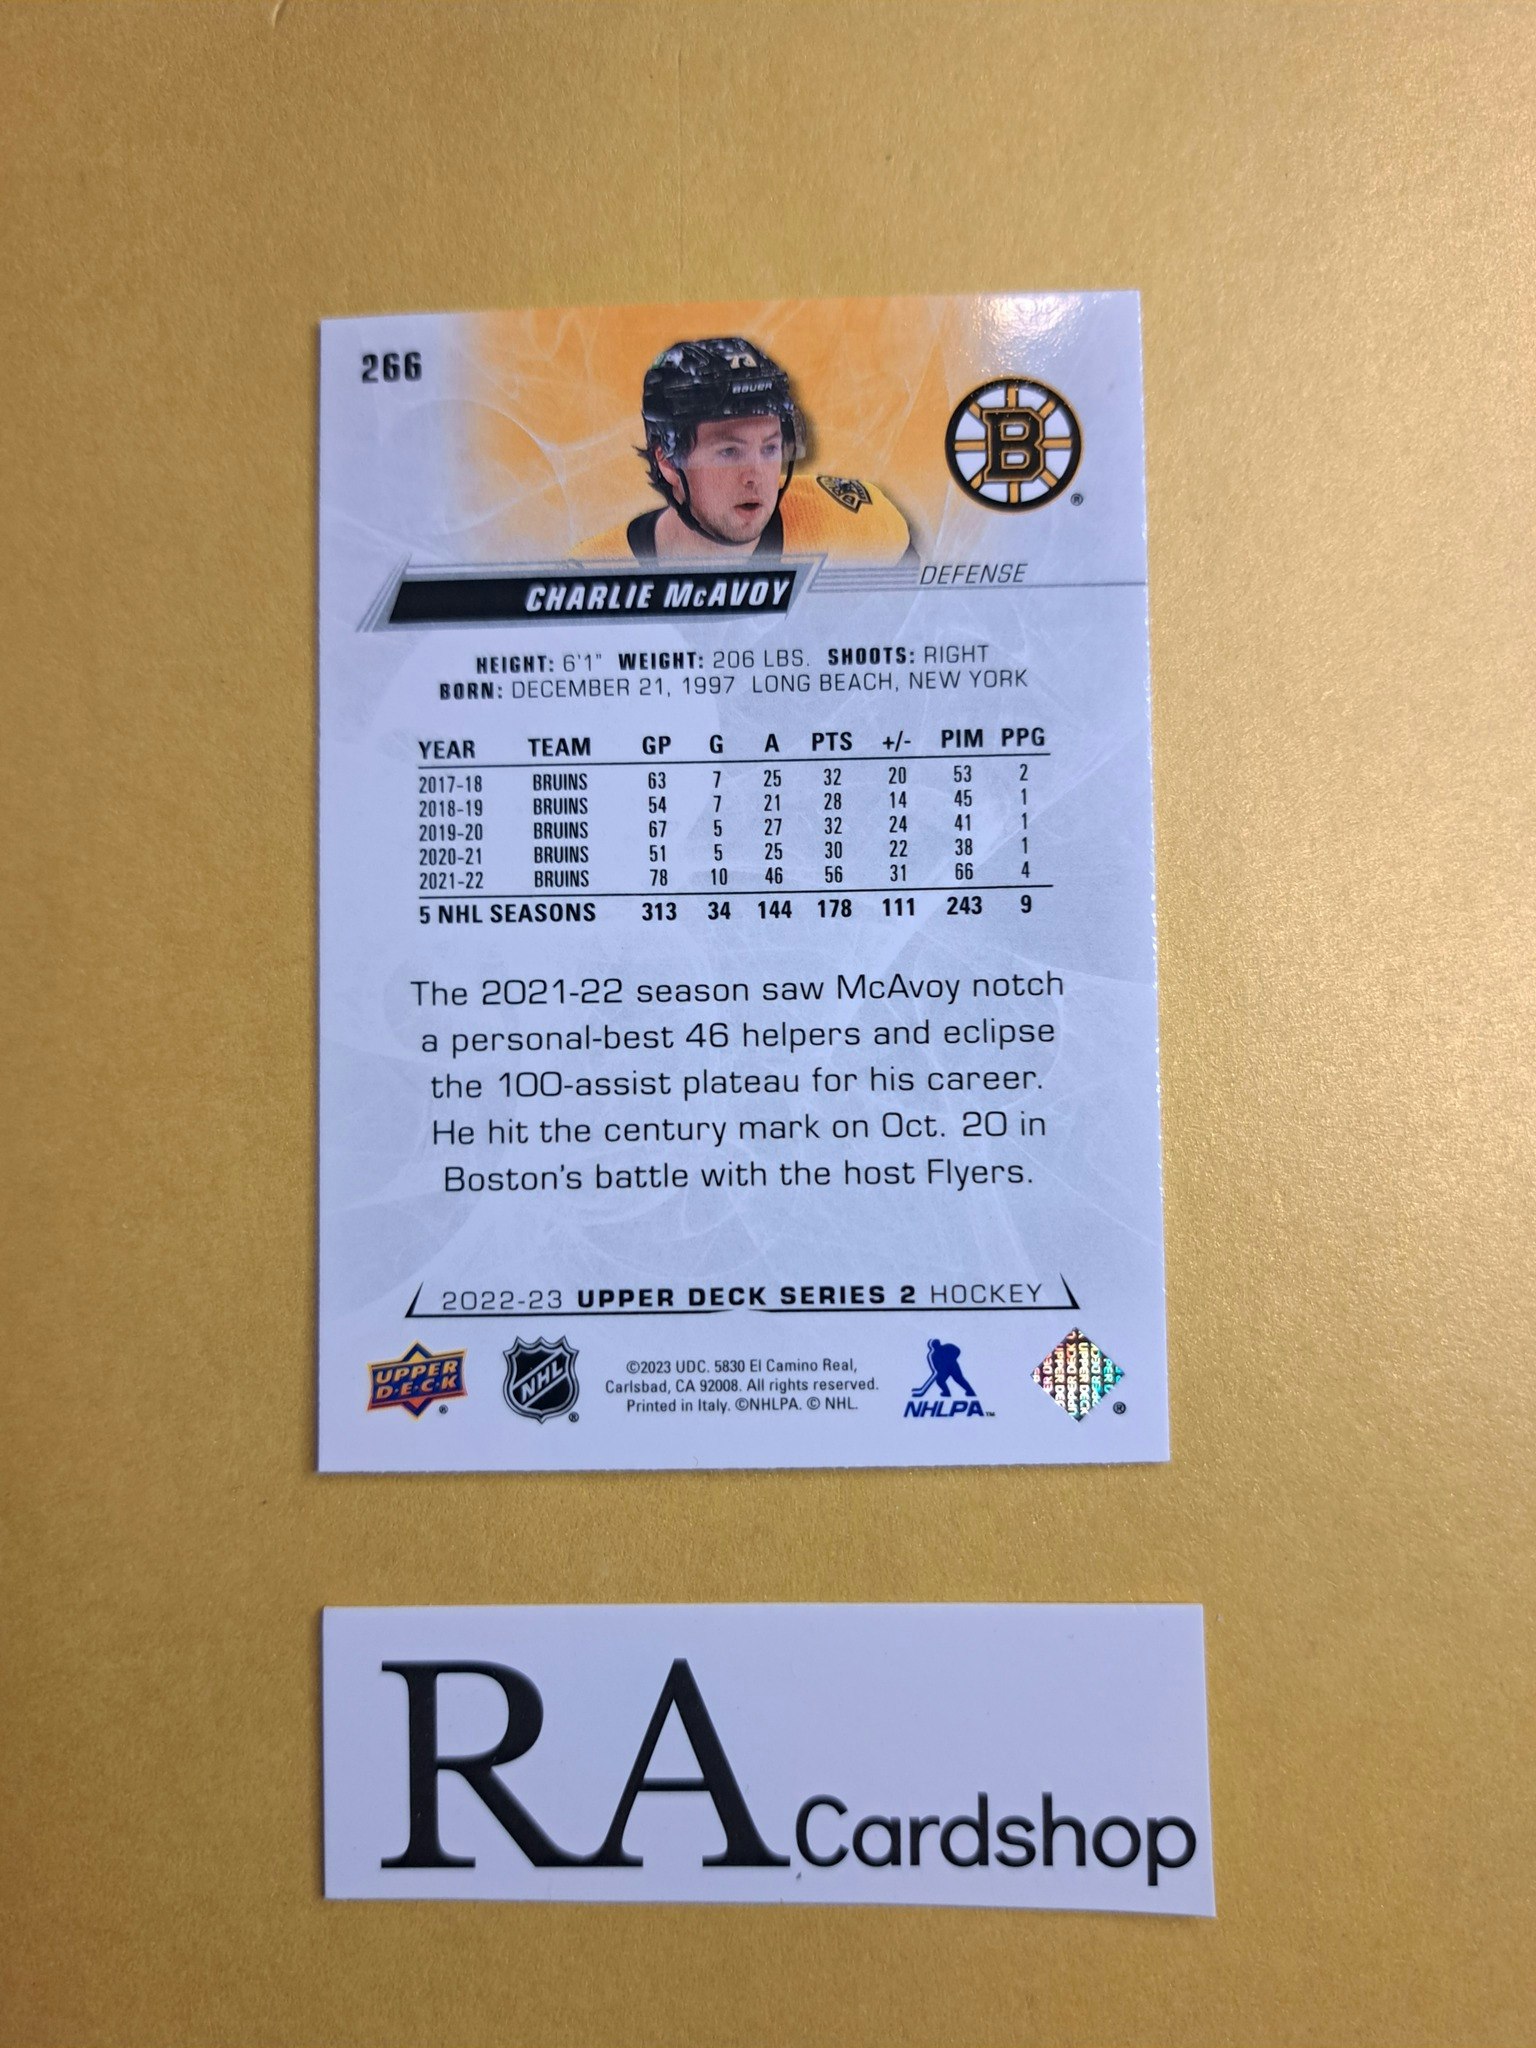 266
73
BAUER
B
®
CHARLIE McAVOY
DEFENSE
HEIGHT: 6'1" WEIGHT: 206 LBS. SHOOTS: RIGHT
BORN: DECEMBER 21, 1997 LONG BEACH, NEW YORK
YEAR TEAM GP G A PTS +/- PIM PPG
2017-18 BRUINS 63 7 25 32 20 53 2
2018-19 BRUINS 54 7 21 28 14 45 1
2019-20 BRUINS 67 5 27 32 24 41 1
2020-21 BRUINS 51 5 25 30 22 38 1
2021-22 BRUINS 78 10 46 56 31 66 4
5 NHL SEASONS 313 34 144 178 111 243 9
The 2021-22 season saw McAvoy notch
a personal-best 46 helpers and eclipse
the 100-assist plateau for his career.
He hit the century mark on Oct. 20 in
Boston's battle with the host Flyers.
2022-23 UPPER DECK SERIES 2 HOCKEY
UPPER
D·E·C·K
®
NHL
®
©2023 UDC. 5830 El Camino Real,
Carlsbad, CA 92008. All rights reserved.
Printed in Italy. ©NHLPA. © NHL.
NHLPA™
UPPER DECK
®
RA Cardshop